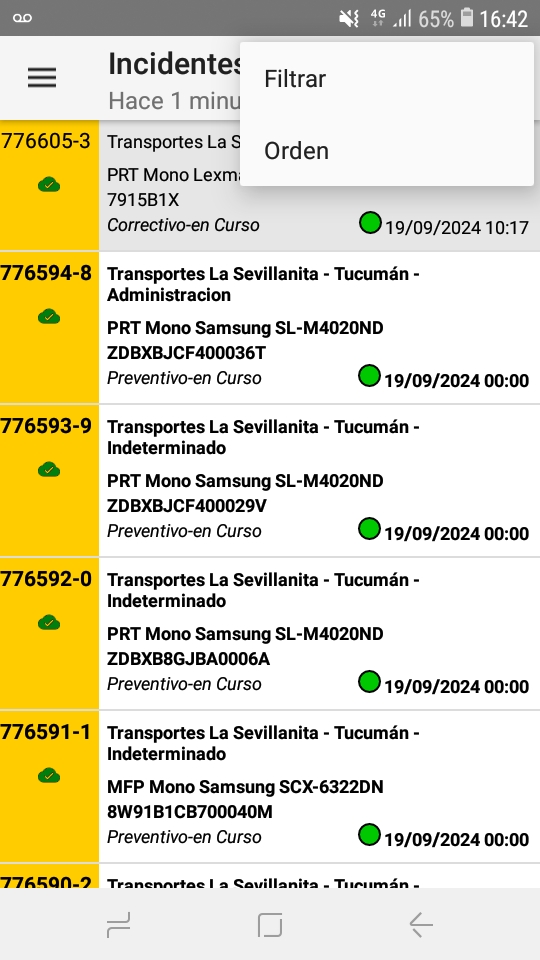 4G 65% 16:42
Incidentes
Hace 1
Filtrar
Orden
776605-3
Transportes La
PRT Mono
7915B1X
Correctivo-en Curso
19/09/2024 10:17
776594-8
Transportes La Sevillanita - Tucumán -
Administracion
PRT Mono Samsung SL-M4020ND
ZDBXBJCF400036T
Preventivo-en Curso
19/09/2024 00:00
776593-9
Transportes La Sevillanita - Tucumán -
Indeterminado
PRT Mono Samsung SL-M4020ND
ZDBXBJCF400029V
Preventivo-en Curso
19/09/2024 00:00
776592-0
Transportes La Sevillanita - Tucumán -
Indeterminado
PRT Mono Samsung SL-M4020ND
ZDBXB8GJBA0006A
Preventivo-en Curso
19/09/2024 00:00
776591-1
Transportes La Sevillanita - Tucumán -
Indeterminado
MFP Mono Samsung SCX-6322DN
8W91B1CB700040M
Preventivo-en Curso
19/09/2024 00:00
776590-2
Transportes La Sevillanita - Tucumán -